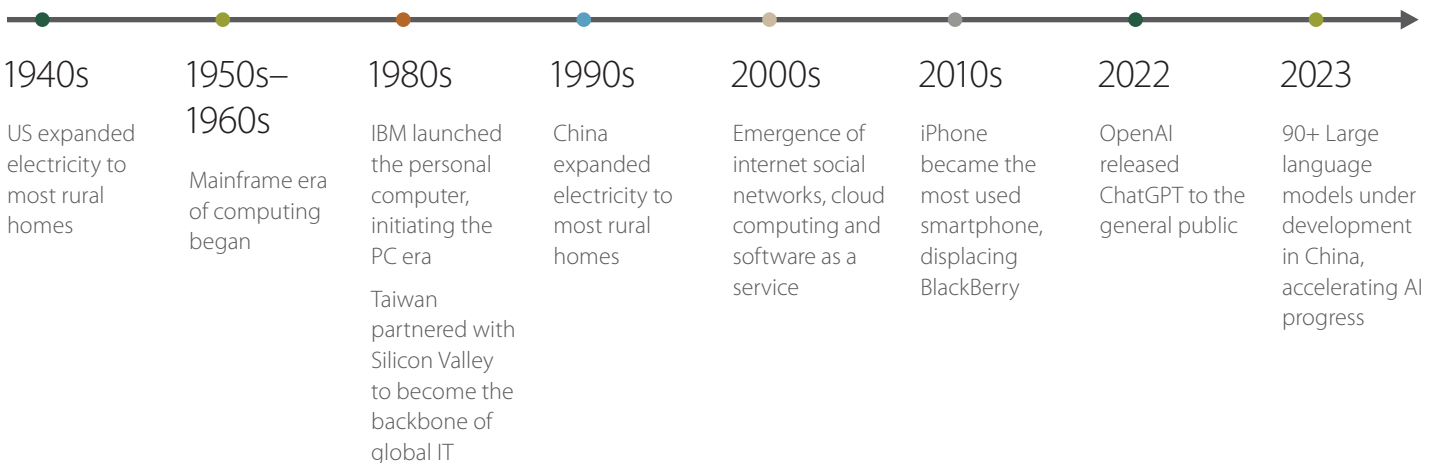 1940s
US expanded
electricity to
most rural
homes
1950s–
1960s
Mainframe era
of computing
began
1980s
IBM launched
the personal
computer,
initiating the
PC era
Taiwan
partnered with
Silicon Valley
to become the
backbone of
global IT
1990s
China
expanded
electricity to
most rural
homes
2000s
Emergence of
internet social
networks, cloud
computing and
software as a
service
2010s
iPhone
became the
most used
smartphone,
displacing
BlackBerry
2022
OpenAI
released
ChatGPT to the
general public
2023
90+ Large
language
models under
development
in China,
accelerating AI
progress